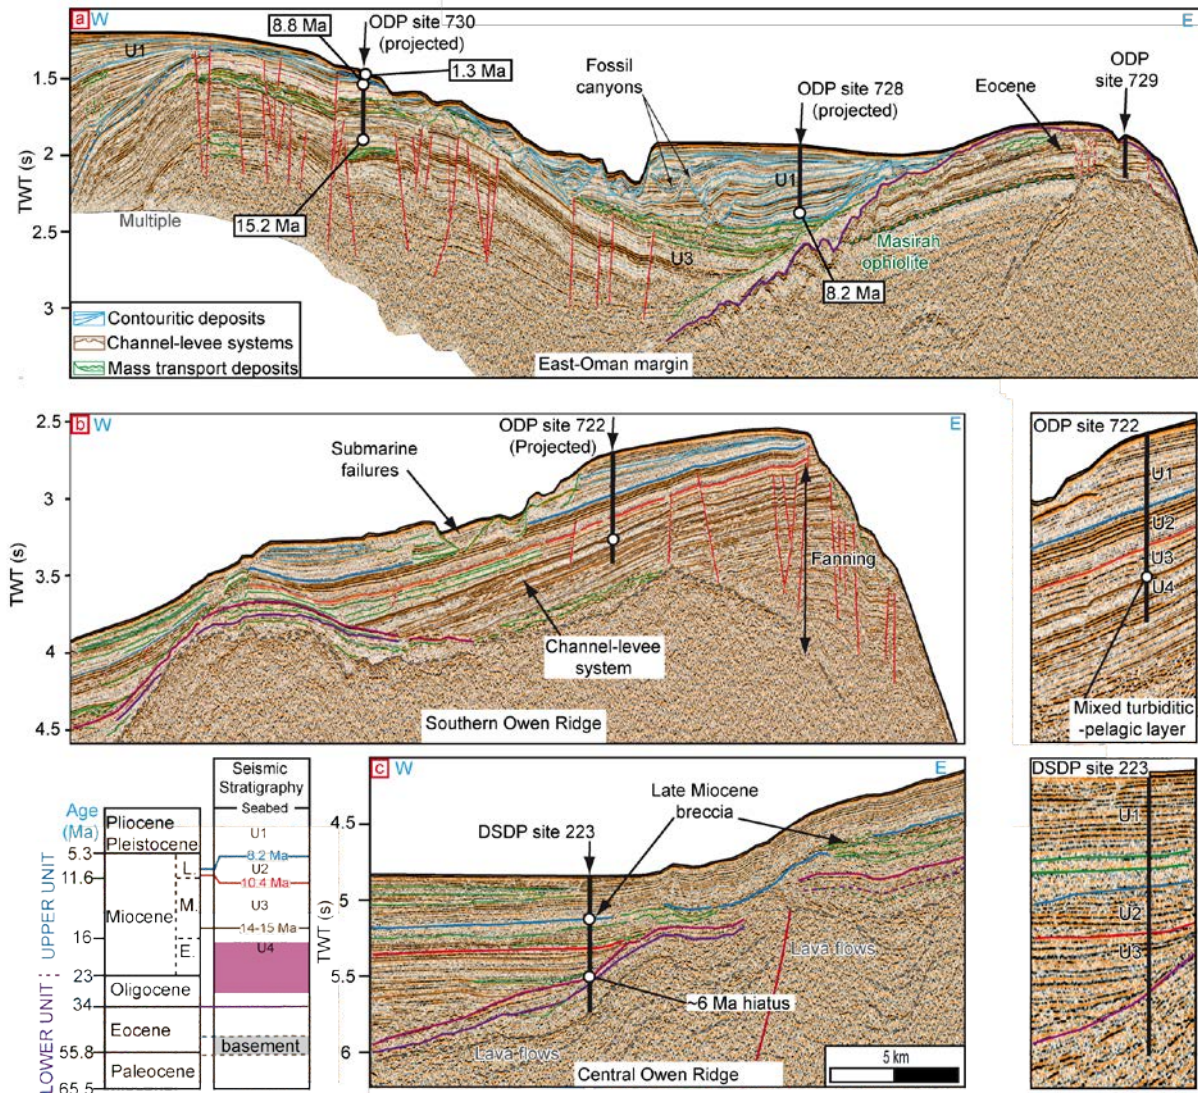 a W
E
8.8 Ma
ODP site 730
(projected)
1.3 Ma
U1
Fossil
canyons
ODP site 728
(projected)
Eocene
ODP
site 729
TWT (s)
1.5
2
2.5
3
U1
15.2 Ma
Multiple
U3
Masirah
ophiolite
8.2 Ma
Contouritic deposits
Channel-levee systems
Mass transport deposits
East-Oman margin
b W
E
ODP site 722
(Projected)
Submarine
failures
TWT (s)
2.5
3
3.5
4
4.5
Fanning
Channel-levee
system
Southern Owen Ridge
ODP site 722
U1
U2
U3
U4
Mixed turbiditic
-pelagic layer
Age
(Ma)
Seismic
Stratigraphy
Seabed
Pliocene
Pleistocene
U1
5.3
8.2 Ma
L.
U2
11.6
10.4 Ma
Miocene
M.
U3
14-15 Ma
16
E.
U4
23
Oligocene
34
Eocene
basement
55.8
Paleocene
65.5
LOWER UNIT
UPPER UNIT
c W
E
Late Miocene
breccia
DSDP site 223
TWT (s)
4.5
5
5.5
6
Lava flows
~6 Ma hiatus
Lava flows
Central Owen Ridge
5 km
DSDP site 223
U1
U2
U3